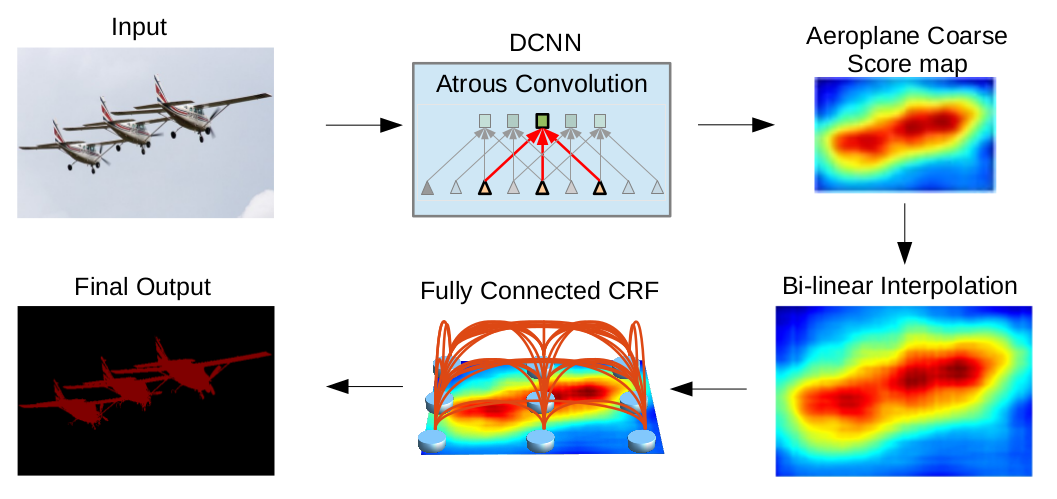 Input
DCNN
Atrous Convolution
Aeroplane Coarse
Score map
Bi-linear Interpolation
Fully Connected CRF
Final Output